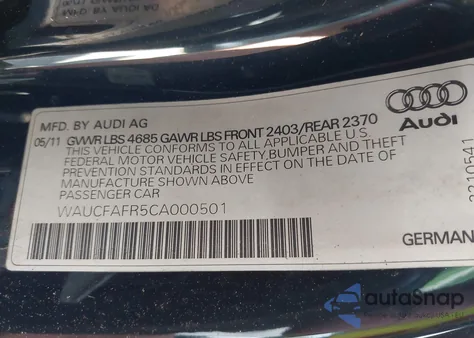 MFD. BY AUDI AG
05/11 GVWR LBS 4685 GAWR LBS FRONT 2403/REAR 2370
THIS VEHICLE CONFORMS TO ALL APPLICABLE U.S.
FEDERAL MOTOR VEHICLE SAFETY, BUMPER AND THEFT
PREVENTION STANDARDS IN EFFECT ON THE DATE OF
MANUFACTURE SHOWN ABOVE
PASSENGER CAR
WAUCFAFR5CA000501
Audi
GERMAN
autoSnap